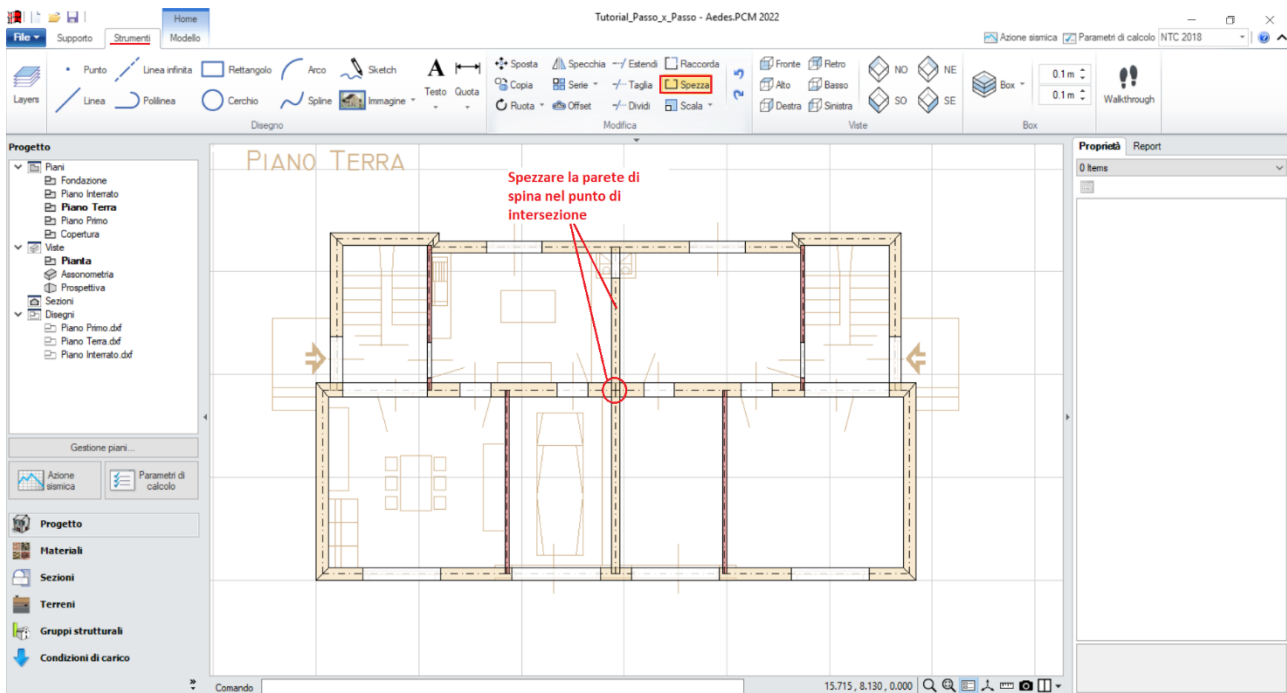 Home
Tutorial_Passo_x_Passo - Aedes.PCM 2022
File Supporto Strumenti Modello
Azione sismica Parametri di calcolo NTC 2018
Layers
Punto Linea infinita Rettangolo Arco Sketch
Linea Polilinea Cerchio Spline Immagine
Testo Quota
Disegno
Sposta Specchia Estendi Raccorda
Copia Serie Taglia Spezza
Ruota Offset Dividi Scala
Modifica
Fronte Retro NO NE
Alto Basso
Destra Sinistra SO SE
Viste
Box 0.1 m
0.1 m
Box
Walkthrough
Progetto
Piani
Fondazione
Piano Interrato
Piano Terra
Piano Primo
Copertura
Viste
Pianta
Assonometria
Prospettiva
Sezioni
Disegni
Piano Primo.dxf
Piano Terra.dxf
Piano Interrato.dxf
Gestione piani...
Azione sismica
Parametri di calcolo
Progetto
Materiali
Sezioni
Terreni
Gruppi strutturali
Condizioni di carico
PIANO TERRA
Spezzare la parete di
spina nel punto di
intersezione
Proprietà Report
0 Items
Comando
15.715 , 8.130 , 0.000